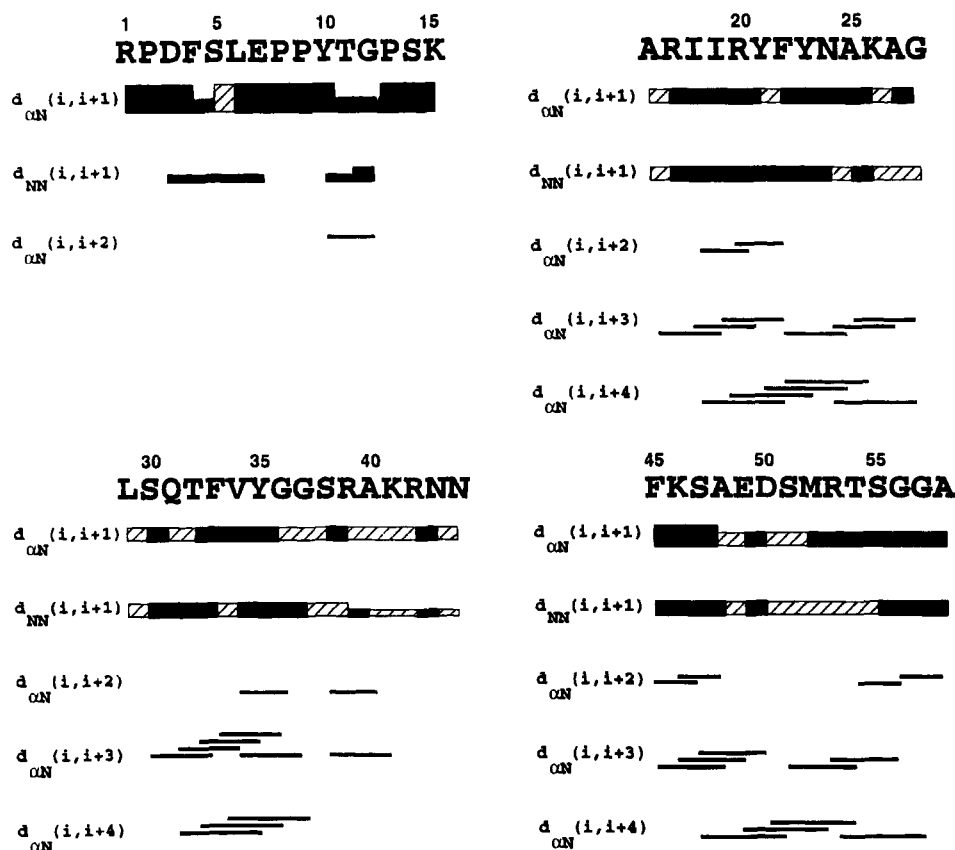 1 5 10 15
RPDFSLEPPYTGPSK
dαN(i,i+1)
dNN(i,i+1)
dαN(i,i+2)
20 25
ARIIRYFYNAKAG
dαN(i,i+1)
dNN(i,i+1)
dαN(i,i+2)
dαN(i,i+3)
dαN(i,i+4)
30 35 40
LSQTFVYGGSRAKRNN
dαN(i,i+1)
dNN(i,i+1)
dαN(i,i+2)
dαN(i,i+3)
dαN(i,i+4)
45 50 55
FKSAEDSMRTSGGA
dαN(i,i+1)
dNN(i,i+1)
dαN(i,i+2)
dαN(i,i+3)
dαN(i,i+4)